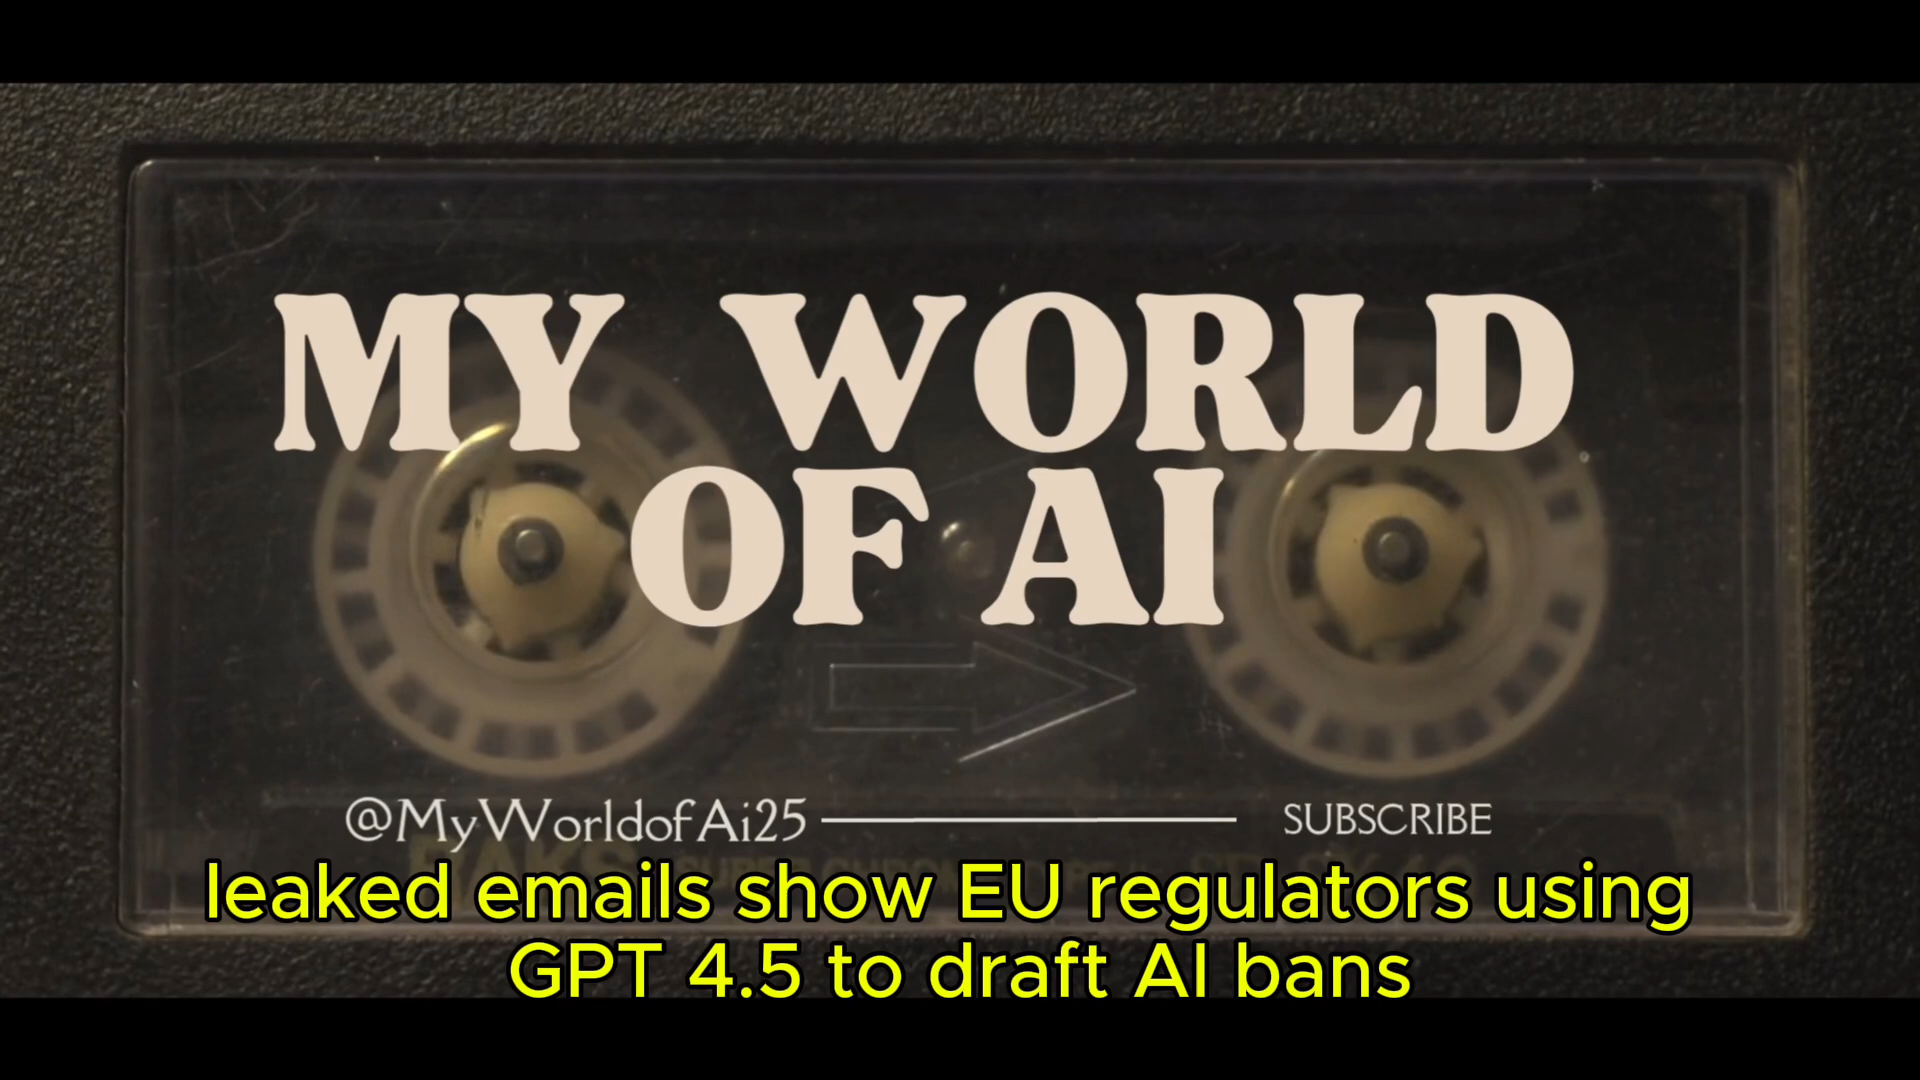 MY WORLD
OF AI
@MyWorldofAi25
SUBSCRIBE
leaked emails show EU regulators using
GPT 4.5 to draft AI bans